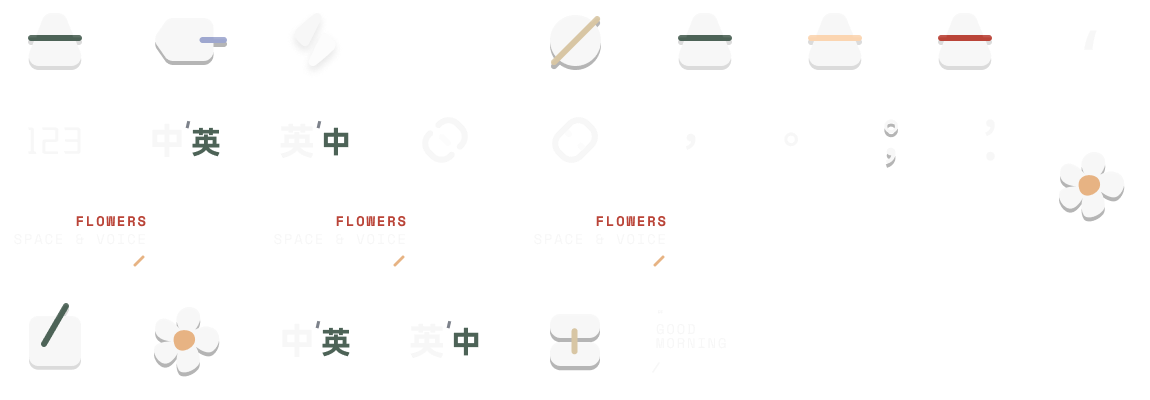 123 中'英 英'中 , 。 ; :
FLOWERS FLOWERS FLOWERS
SPACE & VOICE SPACE & VOICE SPACE & VOICE
中'英 英'中
GOOD
MORNING